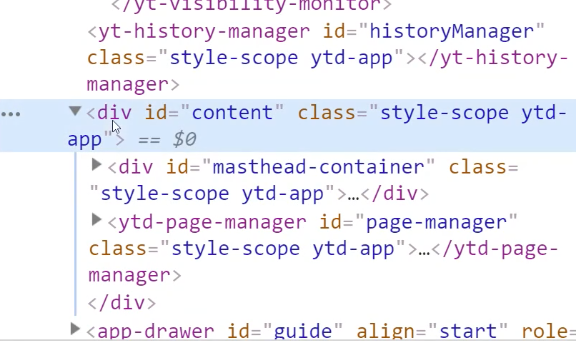 </yt-visibility-monitor>
<yt-history-manager id="historyManager"
class="style-scope ytd-app"></yt-history-
manager>
… <div id="content" class="style-scope ytd-
app"> == $0
<div id="masthead-container" class=
"style-scope ytd-app">…</div>
<ytd-page-manager id="page-manager"
class="style-scope ytd-app">…</ytd-page-
manager>
</div>
<app-drawer id="guide" align="start" role=